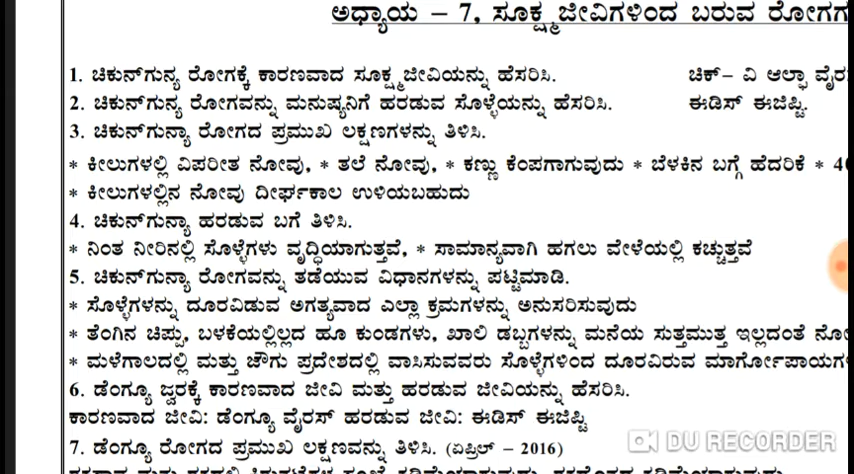 ಅಧ್ಯಾಯ – 7, ಸೂಕ್ಷ್ಮಜೀವಿಗಳಿಂದ ಬರುವ
1. ಚಿಕುನ್‌ಗುನ್ಯ ರೋಗಕ್ಕೆ ಕಾರಣವಾದ ಸೂಕ್ಷ್ಮಜೀವಿಯನ್ನು ಹೆಸರಿಸಿ. ಚಿಕ್– ವಿ ಆಲ್ಫಾ
2. ಚಿಕುನ್‌ಗುನ್ಯ ರೋಗವನ್ನು ಮನುಷ್ಯನಿಗೆ ಹರಡುವ ಸೊಳ್ಳೆಯನ್ನು ಹೆಸರಿಸಿ. ಈಡಿಸ್ ಈಜಿಪ್ಟಿ.
3. ಚಿಕುನ್‌ಗುನ್ಯಾ ರೋಗದ ಪ್ರಮುಖ ಲಕ್ಷಣಗಳನ್ನು ತಿಳಿಸಿ.
* ಕೀಲುಗಳಲ್ಲಿ ವಿಪರೀತ ನೋವು, * ತಲೆ ನೋವು, * ಕಣ್ಣು ಕೆಂಪಗಾಗುವುದು * ಬೆಳಕಿನ ಬಗ್ಗೆ ಹೆದರಿಕೆ *
* ಕೀಲುಗಳಲ್ಲಿನ ನೋವು ದೀರ್ಘಕಾಲ ಉಳಿಯಬಹುದು
4. ಚಿಕುನ್‌ಗುನ್ಯಾ ಹರಡುವ ಬಗೆ ತಿಳಿಸಿ.
* ನಿಂತ ನೀರಿನಲ್ಲಿ ಸೊಳ್ಳೆಗಳು ವೃದ್ಧಿಯಾಗುತ್ತವೆ, * ಸಾಮಾನ್ಯವಾಗಿ ಹಗಲು ವೇಳೆಯಲ್ಲಿ ಕಚ್ಚುತ್ತವೆ
5. ಚಿಕುನ್‌ಗುನ್ಯಾ ರೋಗವನ್ನು ತಡೆಯುವ ವಿಧಾನಗಳನ್ನು ಪಟ್ಟಿಮಾಡಿ.
* ಸೊಳ್ಳೆಗಳನ್ನು ದೂರವಿಡುವ ಅಗತ್ಯವಾದ ಎಲ್ಲಾ ಕ್ರಮಗಳನ್ನು ಅನುಸರಿಸುವುದು
* ತೆಂಗಿನ ಚಿಪ್ಪು, ಬಳಕೆಯಲ್ಲಿಲ್ಲದ ಹೂ ಕುಂಡಗಳು, ಖಾಲಿ ಡಬ್ಬಗಳನ್ನು ಮನೆಯ ಸುತ್ತಮುತ್ತ ಇಲ್ಲದಂತೆ
* ಮಳೆಗಾಲದಲ್ಲಿ ಮತ್ತು ಚೌಗು ಪ್ರದೇಶದಲ್ಲಿ ವಾಸಿಸುವವರು ಸೊಳ್ಳೆಗಳಿಂದ ದೂರವಿರುವ
6. ಡೆಂಗ್ಯೂ ಜ್ವರಕ್ಕೆ ಕಾರಣವಾದ ಜೀವಿ ಮತ್ತು ಹರಡುವ ಜೀವಿಯನ್ನು ಹೆಸರಿಸಿ.
ಕಾರಣವಾದ ಜೀವಿ: ಡೆಂಗ್ಯೂ ವೈರಸ್ ಹರಡುವ ಜೀವಿ: ಈಡಿಸ್ ಈಜಿಪ್ಟಿ
7. ಡೆಂಗ್ಯೂ ರೋಗದ ಪ್ರಮುಖ ಲಕ್ಷಣವನ್ನು ತಿಳಿಸಿ. (ಏಪ್ರಿಲ್ – 2016)
DU RECORDER